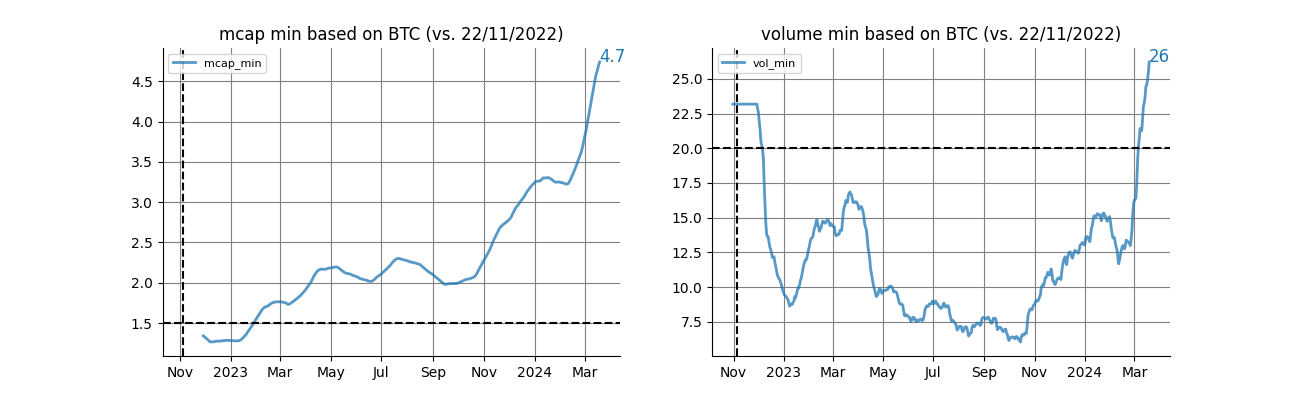 mcap min based on BTC (vs. 22/11/2022)
4.7
mcap_min
4.5
4.0
3.5
3.0
2.5
2.0
1.5
Nov 2023 Mar May Jul Sep Nov 2024 Mar
volume min based on BTC (vs. 22/11/2022)
26
vol_min
25.0
22.5
20.0
17.5
15.0
12.5
10.0
7.5
Nov 2023 Mar May Jul Sep Nov 2024 Mar